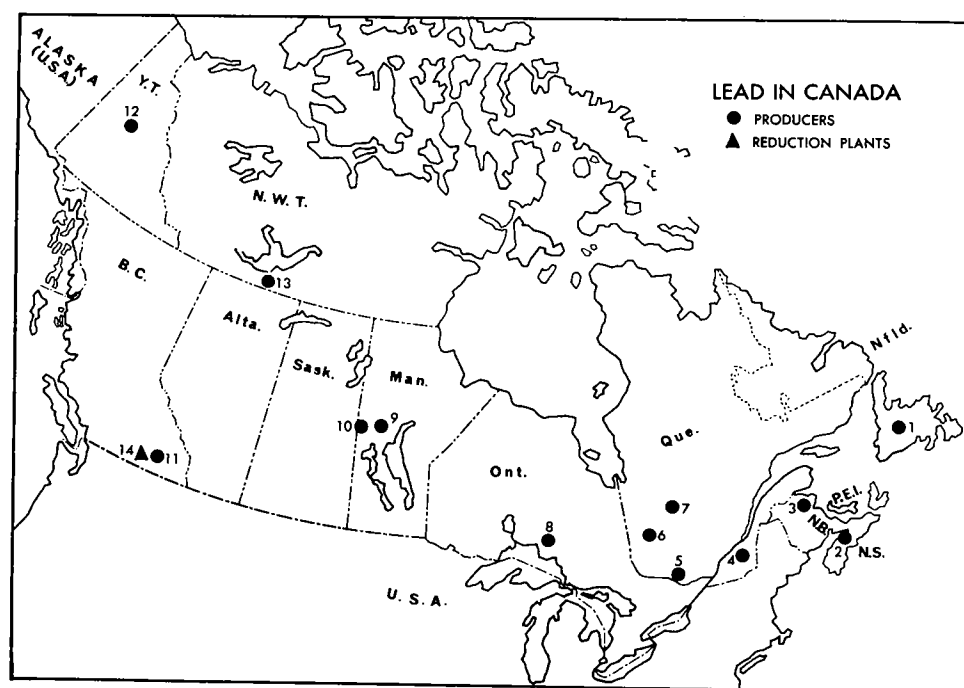 ALASKA
(U.S.A.)
Y.T.
12
LEAD IN CANADA
● PRODUCERS
▲ REDUCTION PLANTS
N.W.T.
B.C.
13
Alta.
Sask.
Man.
Nfld.
10
9
1
Que.
14
11
Ont.
P.E.I.
7
3
N.B.
8
6
2
N.S.
4
5
U.S.A.